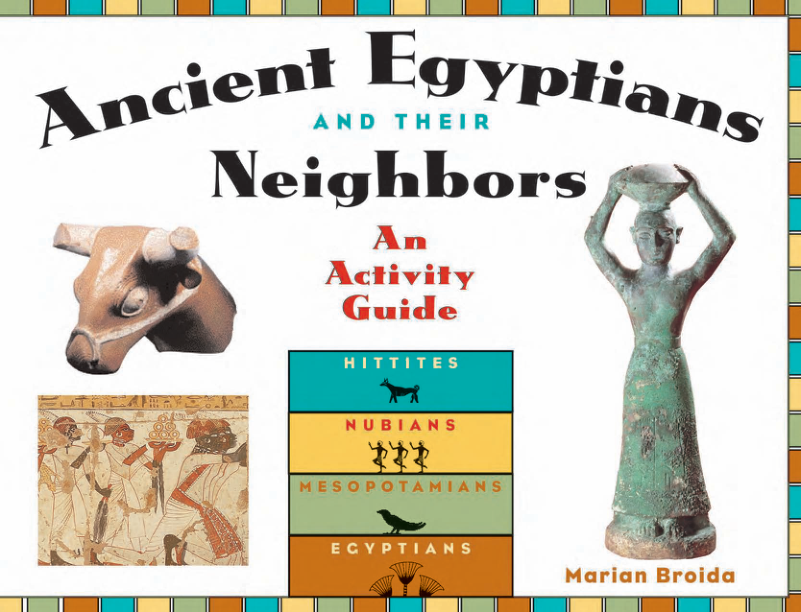 Ancient Egyptians
AND THEIR
Neighbors
An
Activity
Guide
HITTITES
NUBIANS
MESOPOTAMIANS
EGYPTIANS
Marian Broida